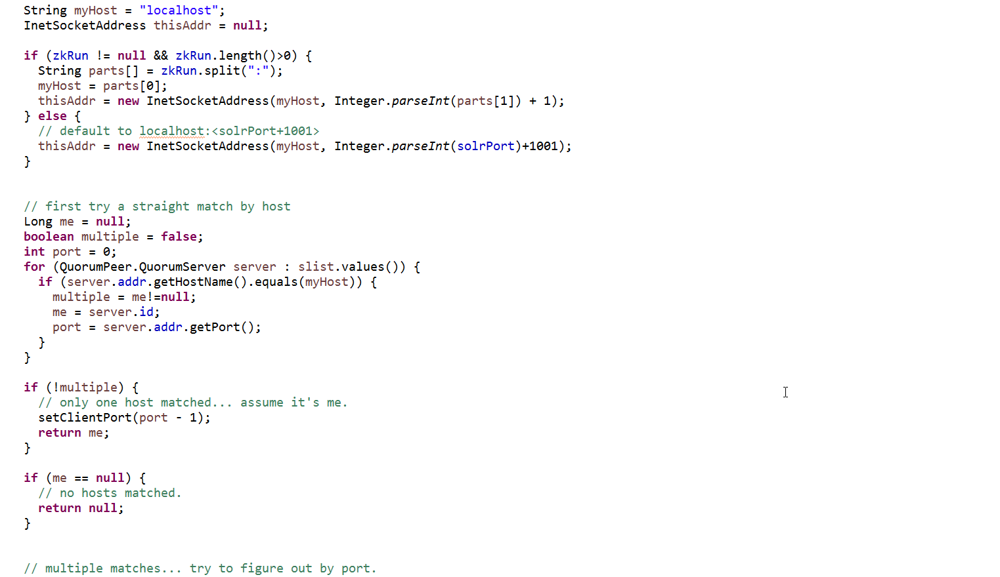 String myHost = "localhost";
InetSocketAddress thisAddr = null;
if (zkRun != null && zkRun.length()>0) {
String parts[] = zkRun.split(":");
myHost = parts[0];
thisAddr = new InetSocketAddress(myHost, Integer.parseInt(parts[1]) + 1);
} else {
// default to localhost:<solrPort+1001>
thisAddr = new InetSocketAddress(myHost, Integer.parseInt(solrPort)+1001);
}
// first try a straight match by host
Long me = null;
boolean multiple = false;
int port = 0;
for (QuorumPeer.QuorumServer server : slist.values()) {
if (server.addr.getHostName().equals(myHost)) {
multiple = me!=null;
me = server.id;
port = server.addr.getPort();
}
}
if (!multiple) {
// only one host matched... assume it's me.
setClientPort(port - 1);
return me;
}
if (me == null) {
// no hosts matched.
return null;
}
// multiple matches... try to figure out by port.